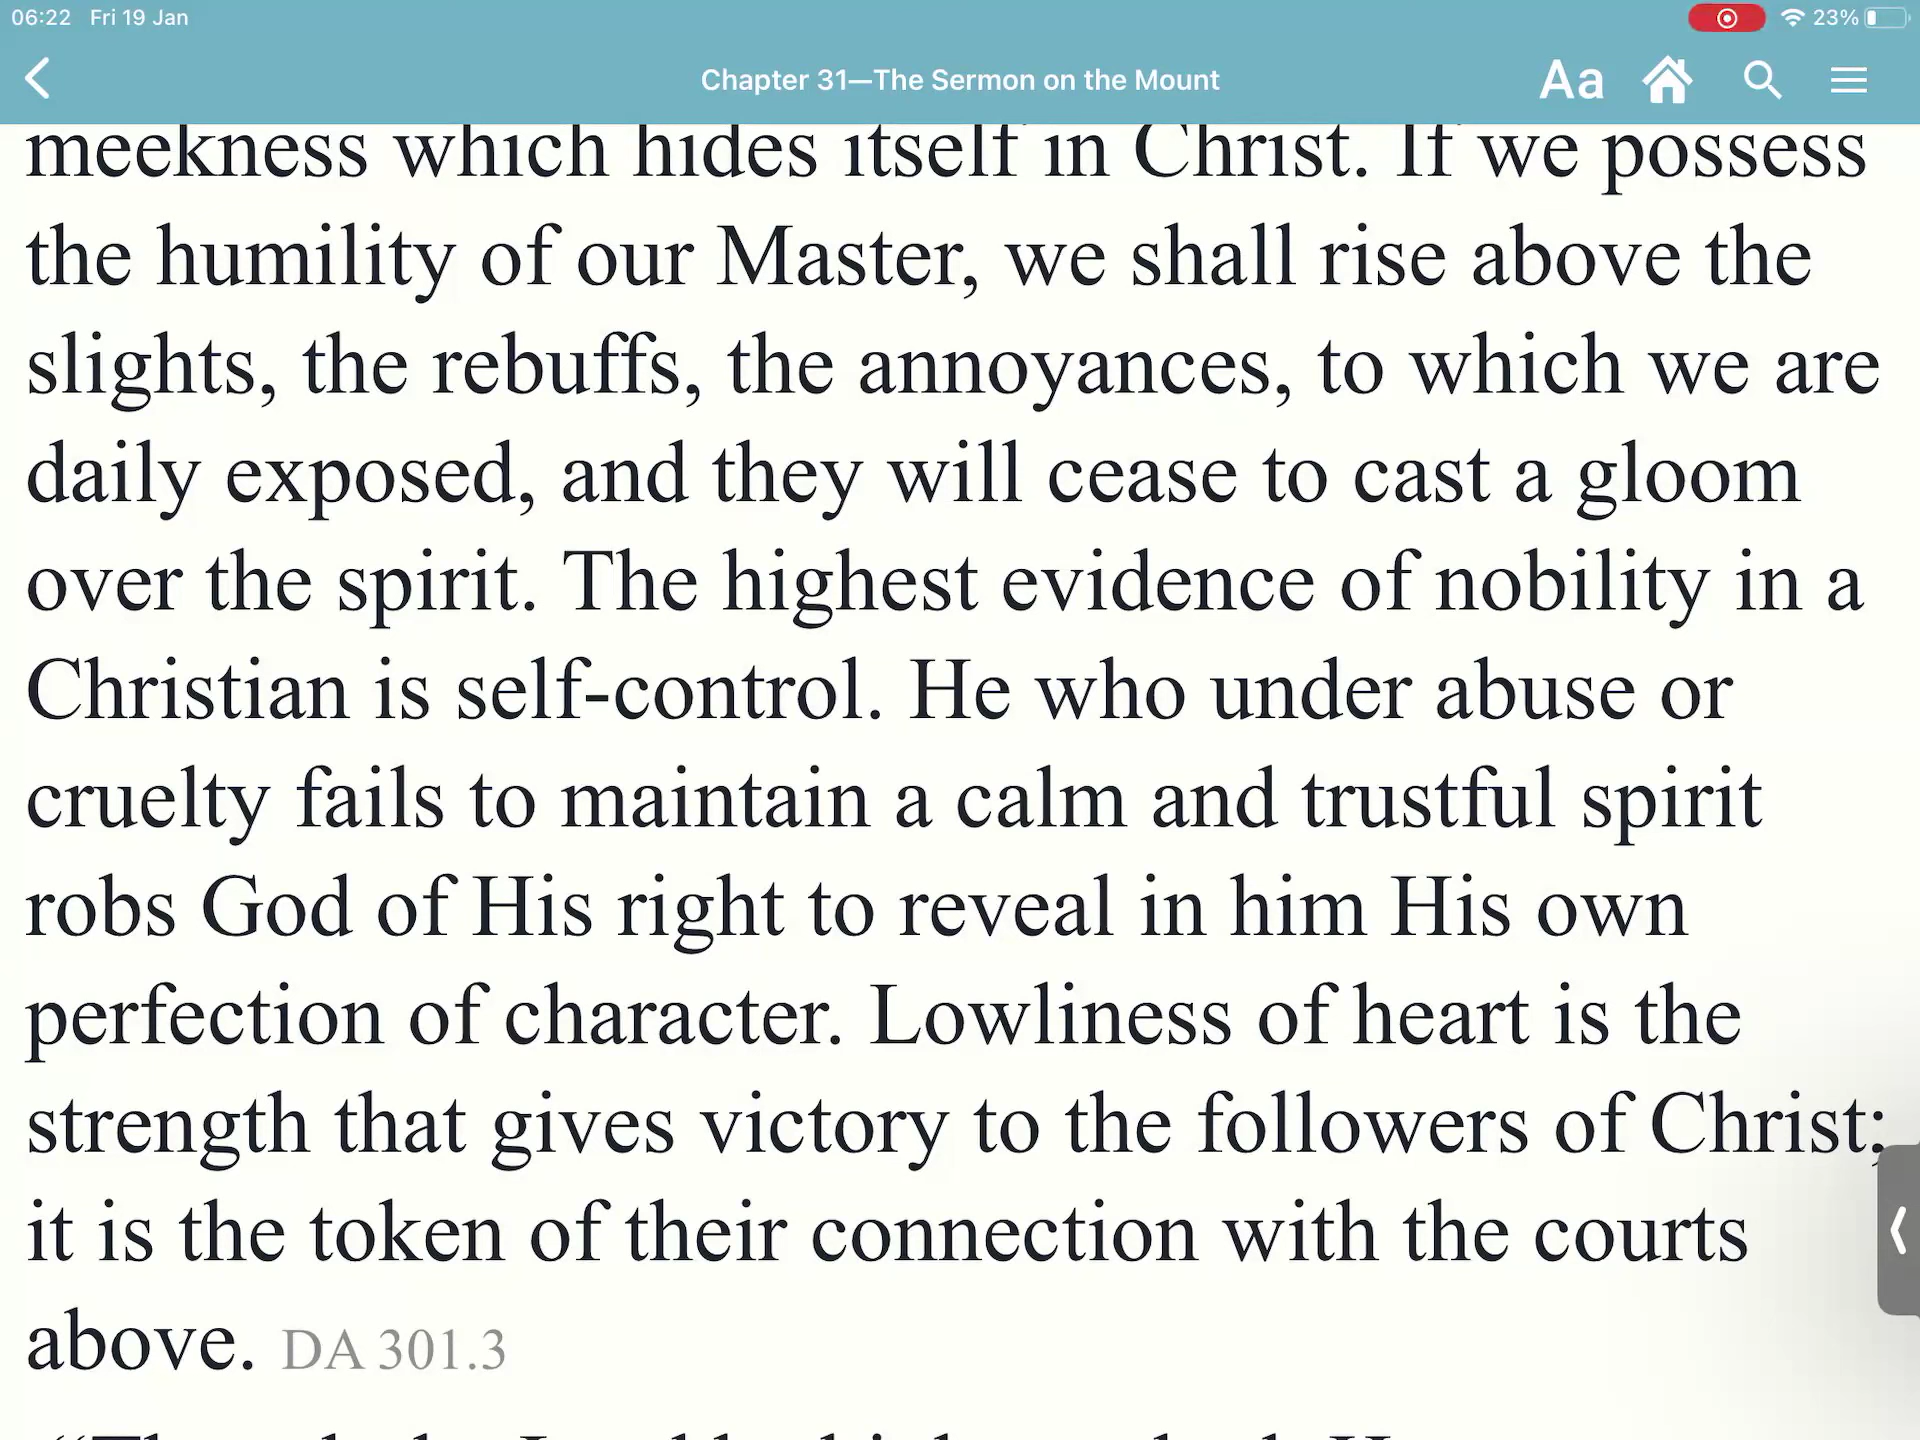 06:22 Fri 19 Jan
23%
Chapter 31—The Sermon on the Mount
Aa
meekness which hides itself in Christ. If we possess
the humility of our Master, we shall rise above the
slights, the rebuffs, the annoyances, to which we are
daily exposed, and they will cease to cast a gloom
over the spirit. The highest evidence of nobility in a
Christian is self-control. He who under abuse or
cruelty fails to maintain a calm and trustful spirit
robs God of His right to reveal in him His own
perfection of character. Lowliness of heart is the
strength that gives victory to the followers of Christ;
it is the token of their connection with the courts
above. DA 301.3